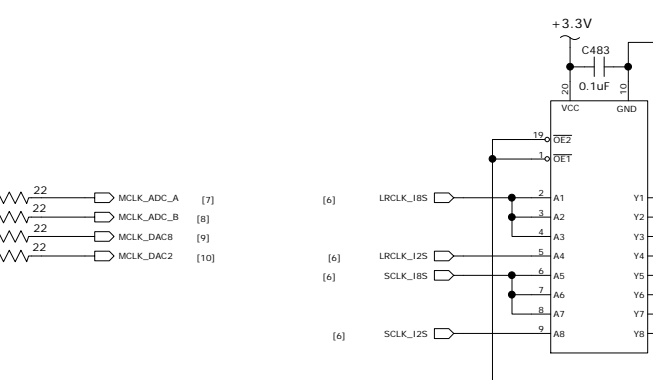 +3.3V
C483
0.1uF
20
10
VCC
GND
19
OE2
1
OE1
22
MCLK_ADC_A
[7]
[6]
LRCLK_I8S
2
A1
Y1
22
MCLK_ADC_B
[8]
3
A2
Y2
22
MCLK_DAC8
[9]
4
A3
Y3
22
MCLK_DAC2
[10]
[6]
LRCLK_I2S
5
A4
Y4
[6]
SCLK_I8S
6
A5
Y5
7
A6
Y6
8
A7
Y7
[6]
SCLK_I2S
9
A8
Y8